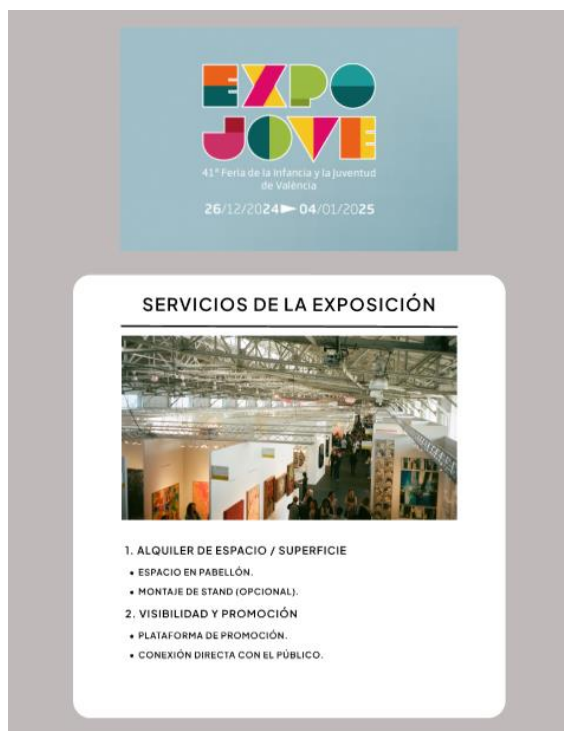 EXPO
JOVE
41ª Feria de la Infancia y la Juventud
de València
26/12/2024 ► 04/01/2025
SERVICIOS DE LA EXPOSICIÓN
1. ALQUILER DE ESPACIO / SUPERFICIE
• ESPACIO EN PABELLÓN.
• MONTAJE DE STAND (OPCIONAL).
2. VISIBILIDAD Y PROMOCIÓN
• PLATAFORMA DE PROMOCIÓN.
• CONEXIÓN DIRECTA CON EL PÚBLICO.